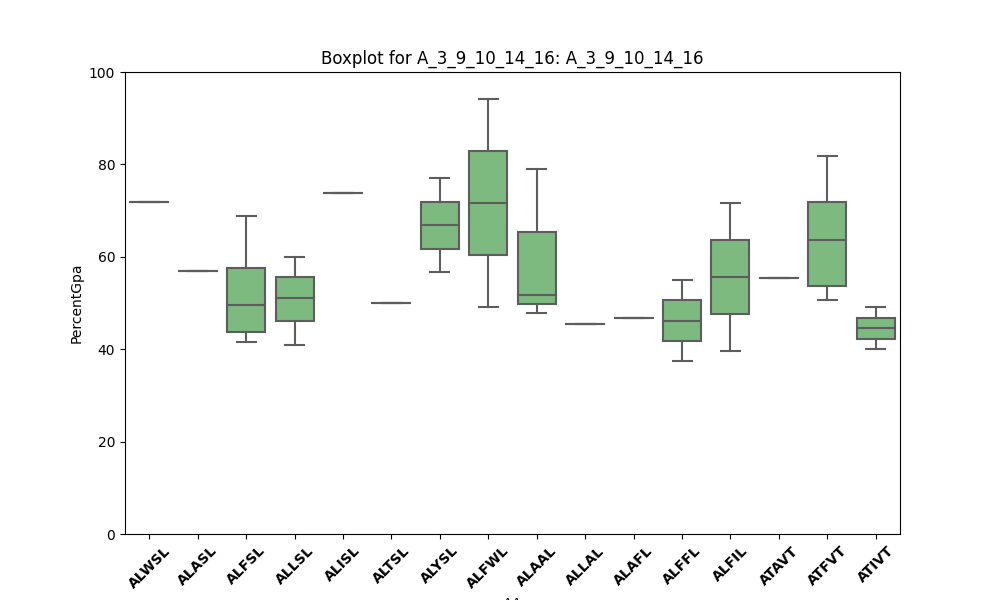 Boxplot for A_3_9_10_14_16: A_3_9_10_14_16
100
80
60
40
20
0
PercentGpa
ALWSL
ALASL
ALFSL
ALLSL
ALISL
ALTSL
ALYSL
ALFWL
ALAAL
ALLAL
ALAFL
ALFFL
ALFIL
ATAVT
ATFVT
ATIVT